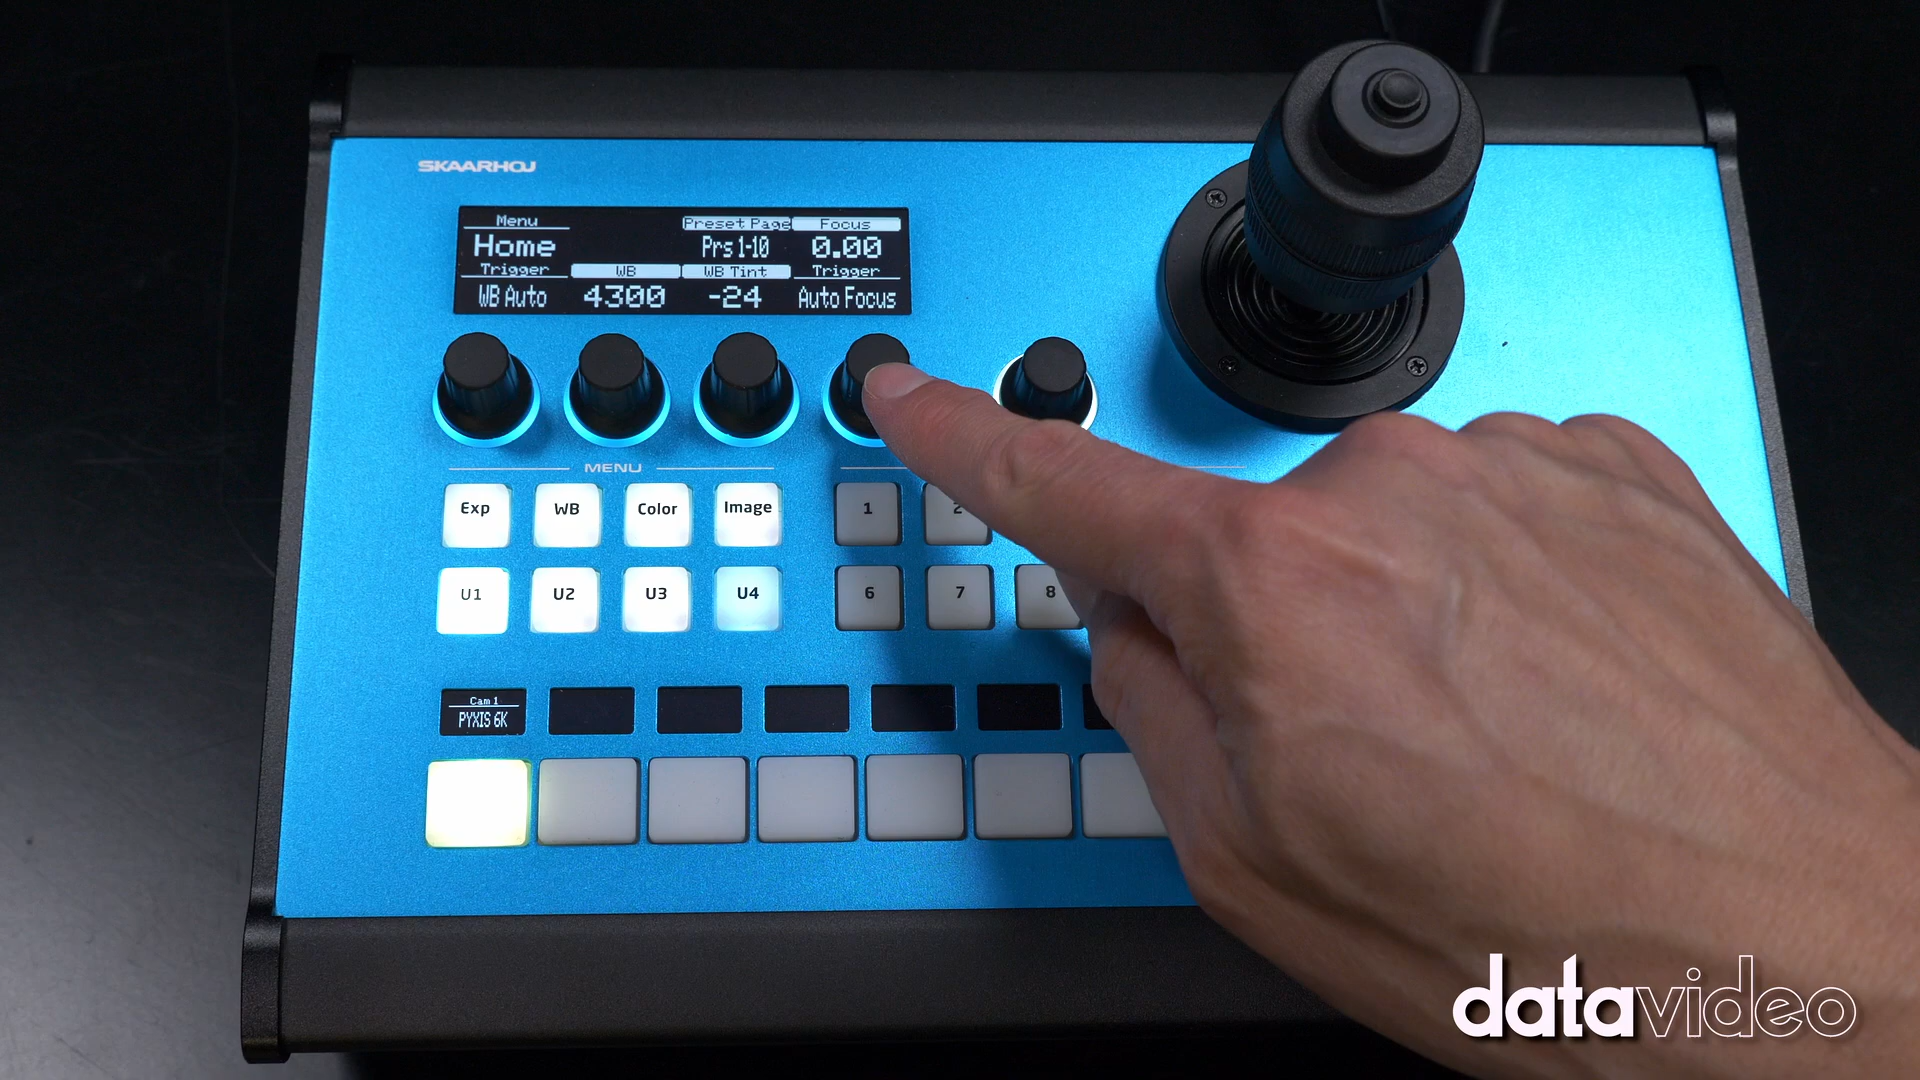 SKAARHOJ
Menu Preset Page Focus
Home Prs 1-10 0.00
Trigger WB WB Tint Trigger
WB Auto 4300 -24 Auto Focus
MENU
Exp WB Color Image 1 2
U1 U2 U3 U4 6 7 8
Cam 1
PYXIS 6K
datavideo